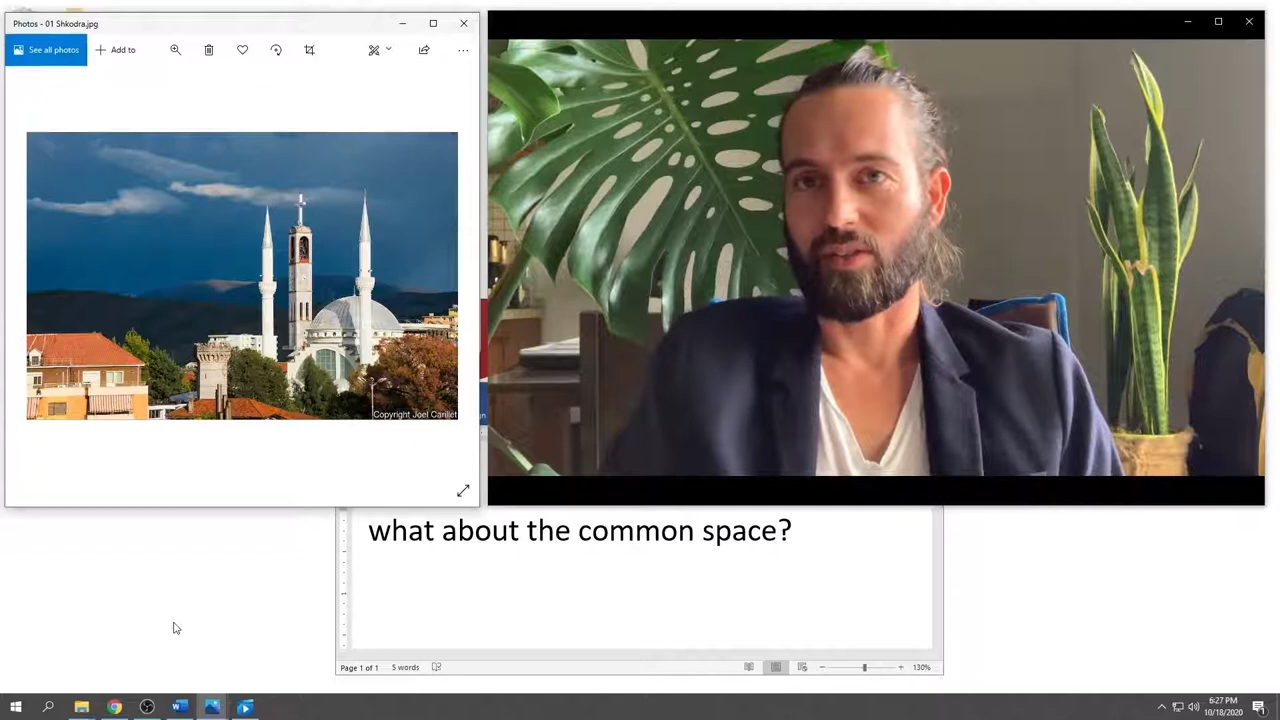 Photos - 01 Shkodra.jpg
See all photos
Add to
Copyright Joel Carillet
what about the common space?
Page 1 of 1
5 words
130%
6:27 PM
10/18/2020